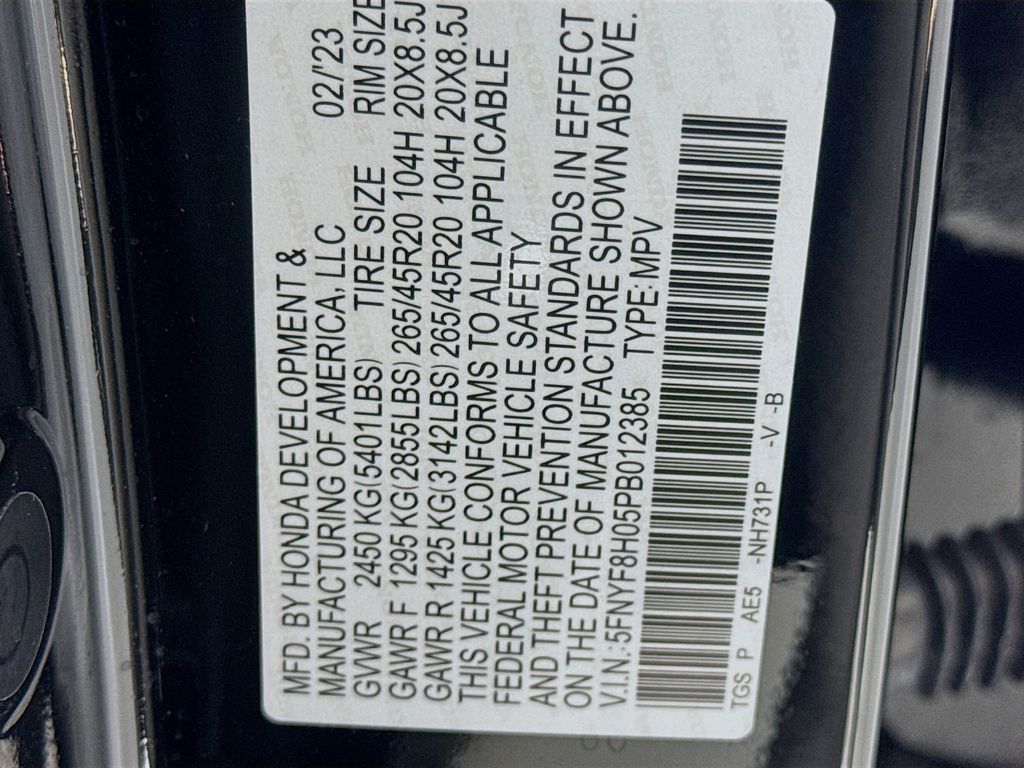 MFD. BY HONDA DEVELOPMENT &
MANUFACTURING OF AMERICA, LLC 02/'23
GVWR 2450 KG(5401LBS) TIRE SIZE RIM SIZE
GAWR F 1295 KG(2855LBS) 265/45R20 104H 20X8.5J
GAWR R 1425 KG(3142LBS) 265/45R20 104H 20X8.5J
THIS VEHICLE CONFORMS TO ALL APPLICABLE
FEDERAL MOTOR VEHICLE SAFETY
AND THEFT PREVENTION STANDARDS IN EFFECT
ON THE DATE OF MANUFACTURE SHOWN ABOVE.
V.I.N.:5FNYF8H05PB012385 TYPE: MPV
TGS P AE5 -NH731P -V -B